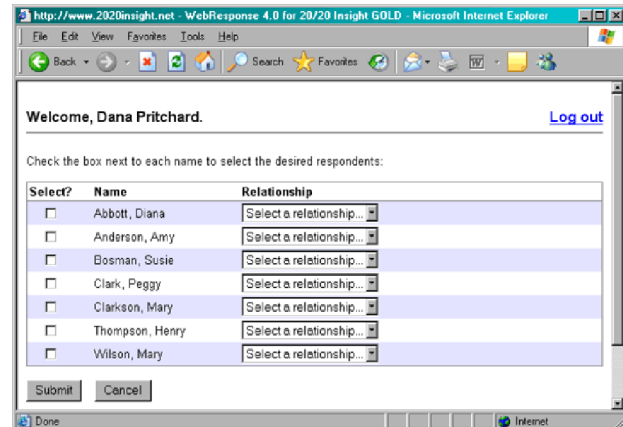 http://www.2020insight.net - WebResponse 4.0 for 20/20 Insight GOLD - Microsoft Internet Explorer
File Edit View Favorites Tools Help
Back Search Favorites
Welcome, Dana Pritchard. Log out
Check the box next to each name to select the desired respondents:
Select? Name Relationship
Abbott, Diana Select a relationship...
Anderson, Amy Select a relationship...
Bosman, Susie Select a relationship...
Clark, Peggy Select a relationship...
Clarkson, Mary Select a relationship...
Thompson, Henry Select a relationship...
Wilson, Mary Select a relationship...
Submit Cancel
Done Internet